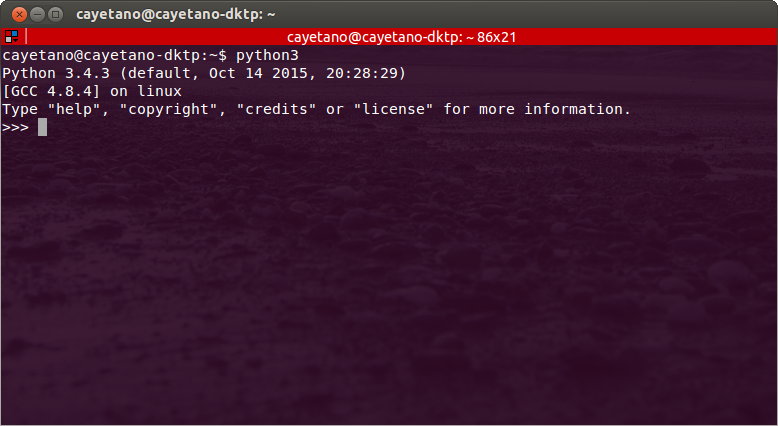 cayetano@cayetano-dktp: ~
cayetano@cayetano-dktp: ~ 86x21
cayetano@cayetano-dktp:~$ python3
Python 3.4.3 (default, Oct 14 2015, 20:28:29)
[GCC 4.8.4] on linux
Type "help", "copyright", "credits" or "license" for more information.
>>>